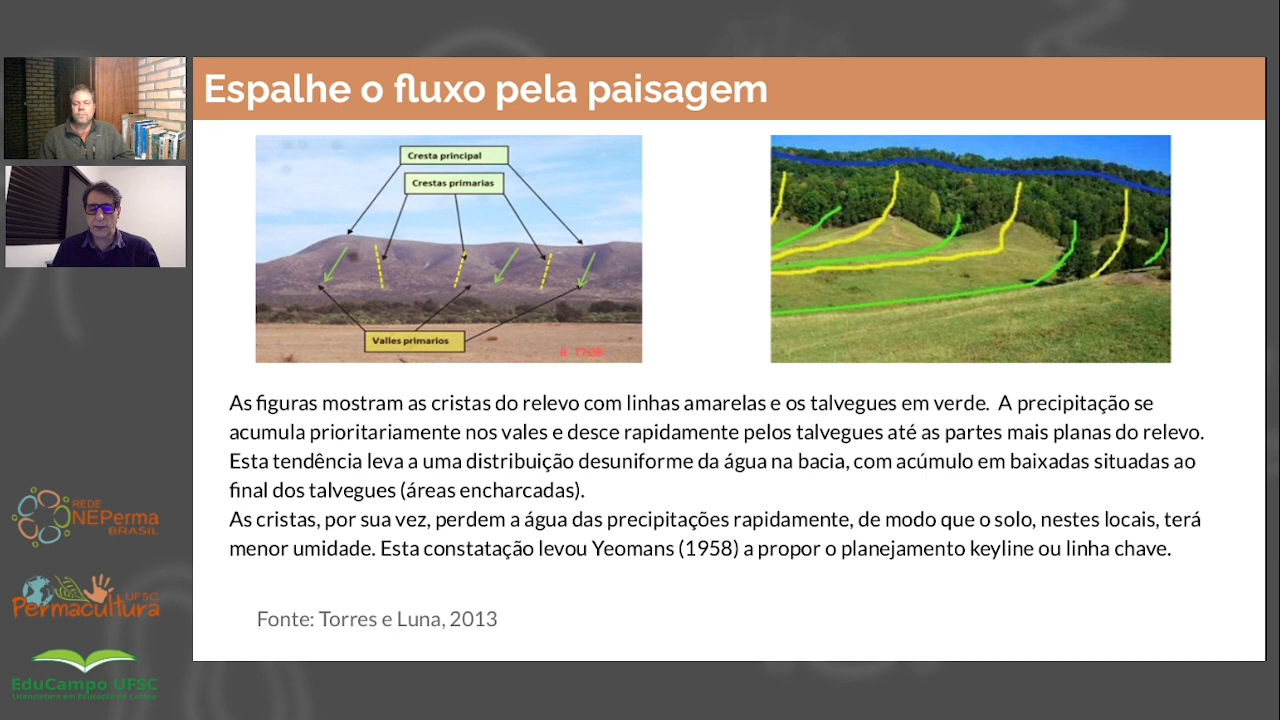 Espalhe o fluxo pela paisagem
Cresta principal
Crestas primarias
Valles primarios
As figuras mostram as cristas do relevo com linhas amarelas e os talvegues em verde. A precipitação se
acumula prioritariamente nos vales e desce rapidamente pelos talvegues até as partes mais planas do relevo.
Esta tendência leva a uma distribuição desuniforme da água na bacia, com acúmulo em baixadas situadas ao
final dos talvegues (áreas encharcadas).
As cristas, por sua vez, perdem a água das precipitações rapidamente, de modo que o solo, nestes locais, terá
menor umidade. Esta constatação levou Yeomans (1958) a propor o planejamento keyline ou linha chave.
Fonte: Torres e Luna, 2013
REDE
NEPerma
BRASIL
UFSC
Permacultura
EduCampo UFSC
Licenciatura em Educação do Campo